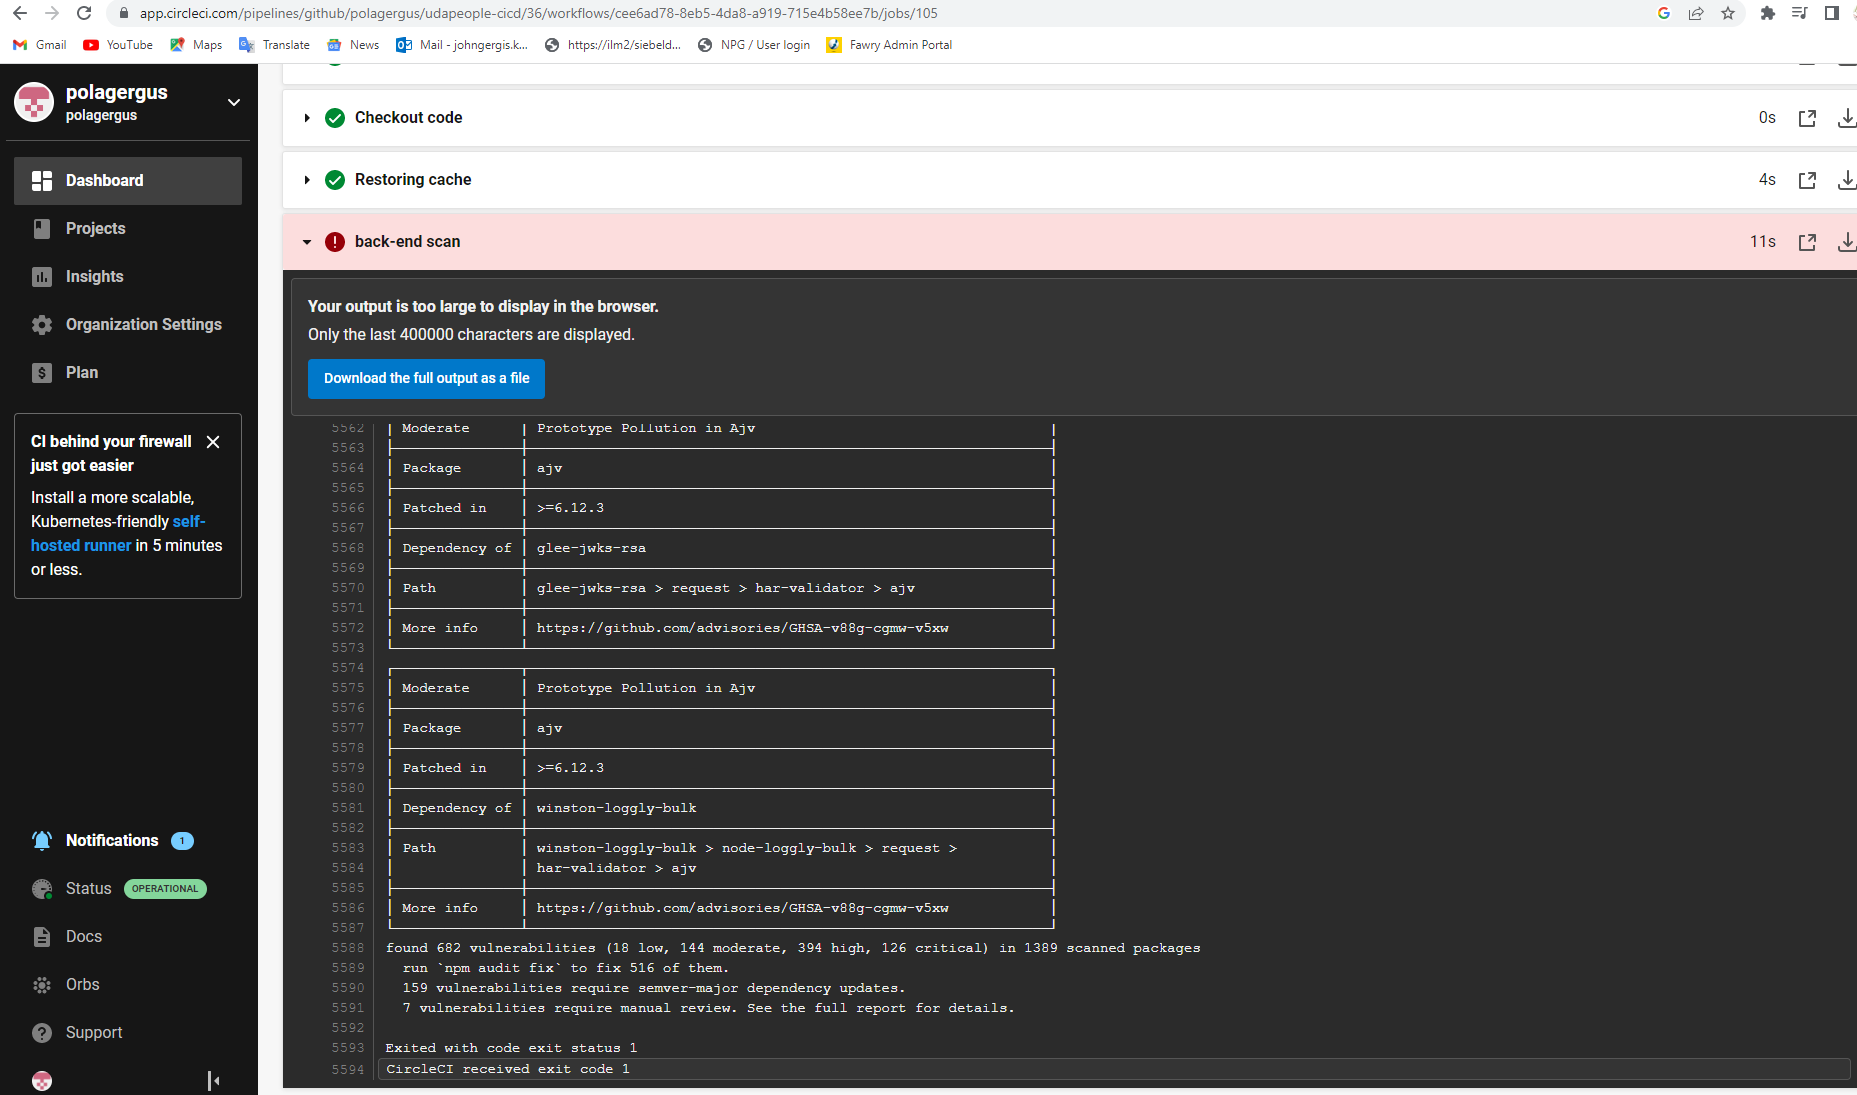 app.circleci.com/pipelines/github/polagergus/udapeople-cicd/36/workflows/cee6ad78-8eb5-4da8-a919-715e4b58ee7b/jobs/105
Gmail YouTube Maps Translate News Mail - johngergis.k... https://ilm2/siebeld... NPG / User login Fawry Admin Portal
polagergus
polagergus
Dashboard
Projects
Insights
Organization Settings
Plan
CI behind your firewall
just got easier
Install a more scalable,
Kubernetes-friendly self-
hosted runner in 5 minutes
or less.
Notifications 1
Status OPERATIONAL
Docs
Orbs
Support
Checkout code 0s
Restoring cache 4s
back-end scan 11s
Your output is too large to display in the browser.
Only the last 400000 characters are displayed.
Download the full output as a file
5562 │ Moderate │ Prototype Pollution in Ajv │
5563
5564 │ Package │ ajv │
5565
5566 │ Patched in │ >=6.12.3 │
5567
5568 │ Dependency of │ glee-jwks-rsa │
5569
5570 │ Path │ glee-jwks-rsa > request > har-validator > ajv │
5571
5572 │ More info │ https://github.com/advisories/GHSA-v88g-cgmw-v5xw │
5573
5574
5575 │ Moderate │ Prototype Pollution in Ajv │
5576
5577 │ Package │ ajv │
5578
5579 │ Patched in │ >=6.12.3 │
5580
5581 │ Dependency of │ winston-loggly-bulk │
5582
5583 │ Path │ winston-loggly-bulk > node-loggly-bulk > request > │
5584 │ │ har-validator > ajv │
5585
5586 │ More info │ https://github.com/advisories/GHSA-v88g-cgmw-v5xw │
5587
5588 found 682 vulnerabilities (18 low, 144 moderate, 394 high, 126 critical) in 1389 scanned packages
5589 run `npm audit fix` to fix 516 of them.
5590 159 vulnerabilities require semver-major dependency updates.
5591 7 vulnerabilities require manual review. See the full report for details.
5592
5593 Exited with code exit status 1
5594 CircleCI received exit code 1